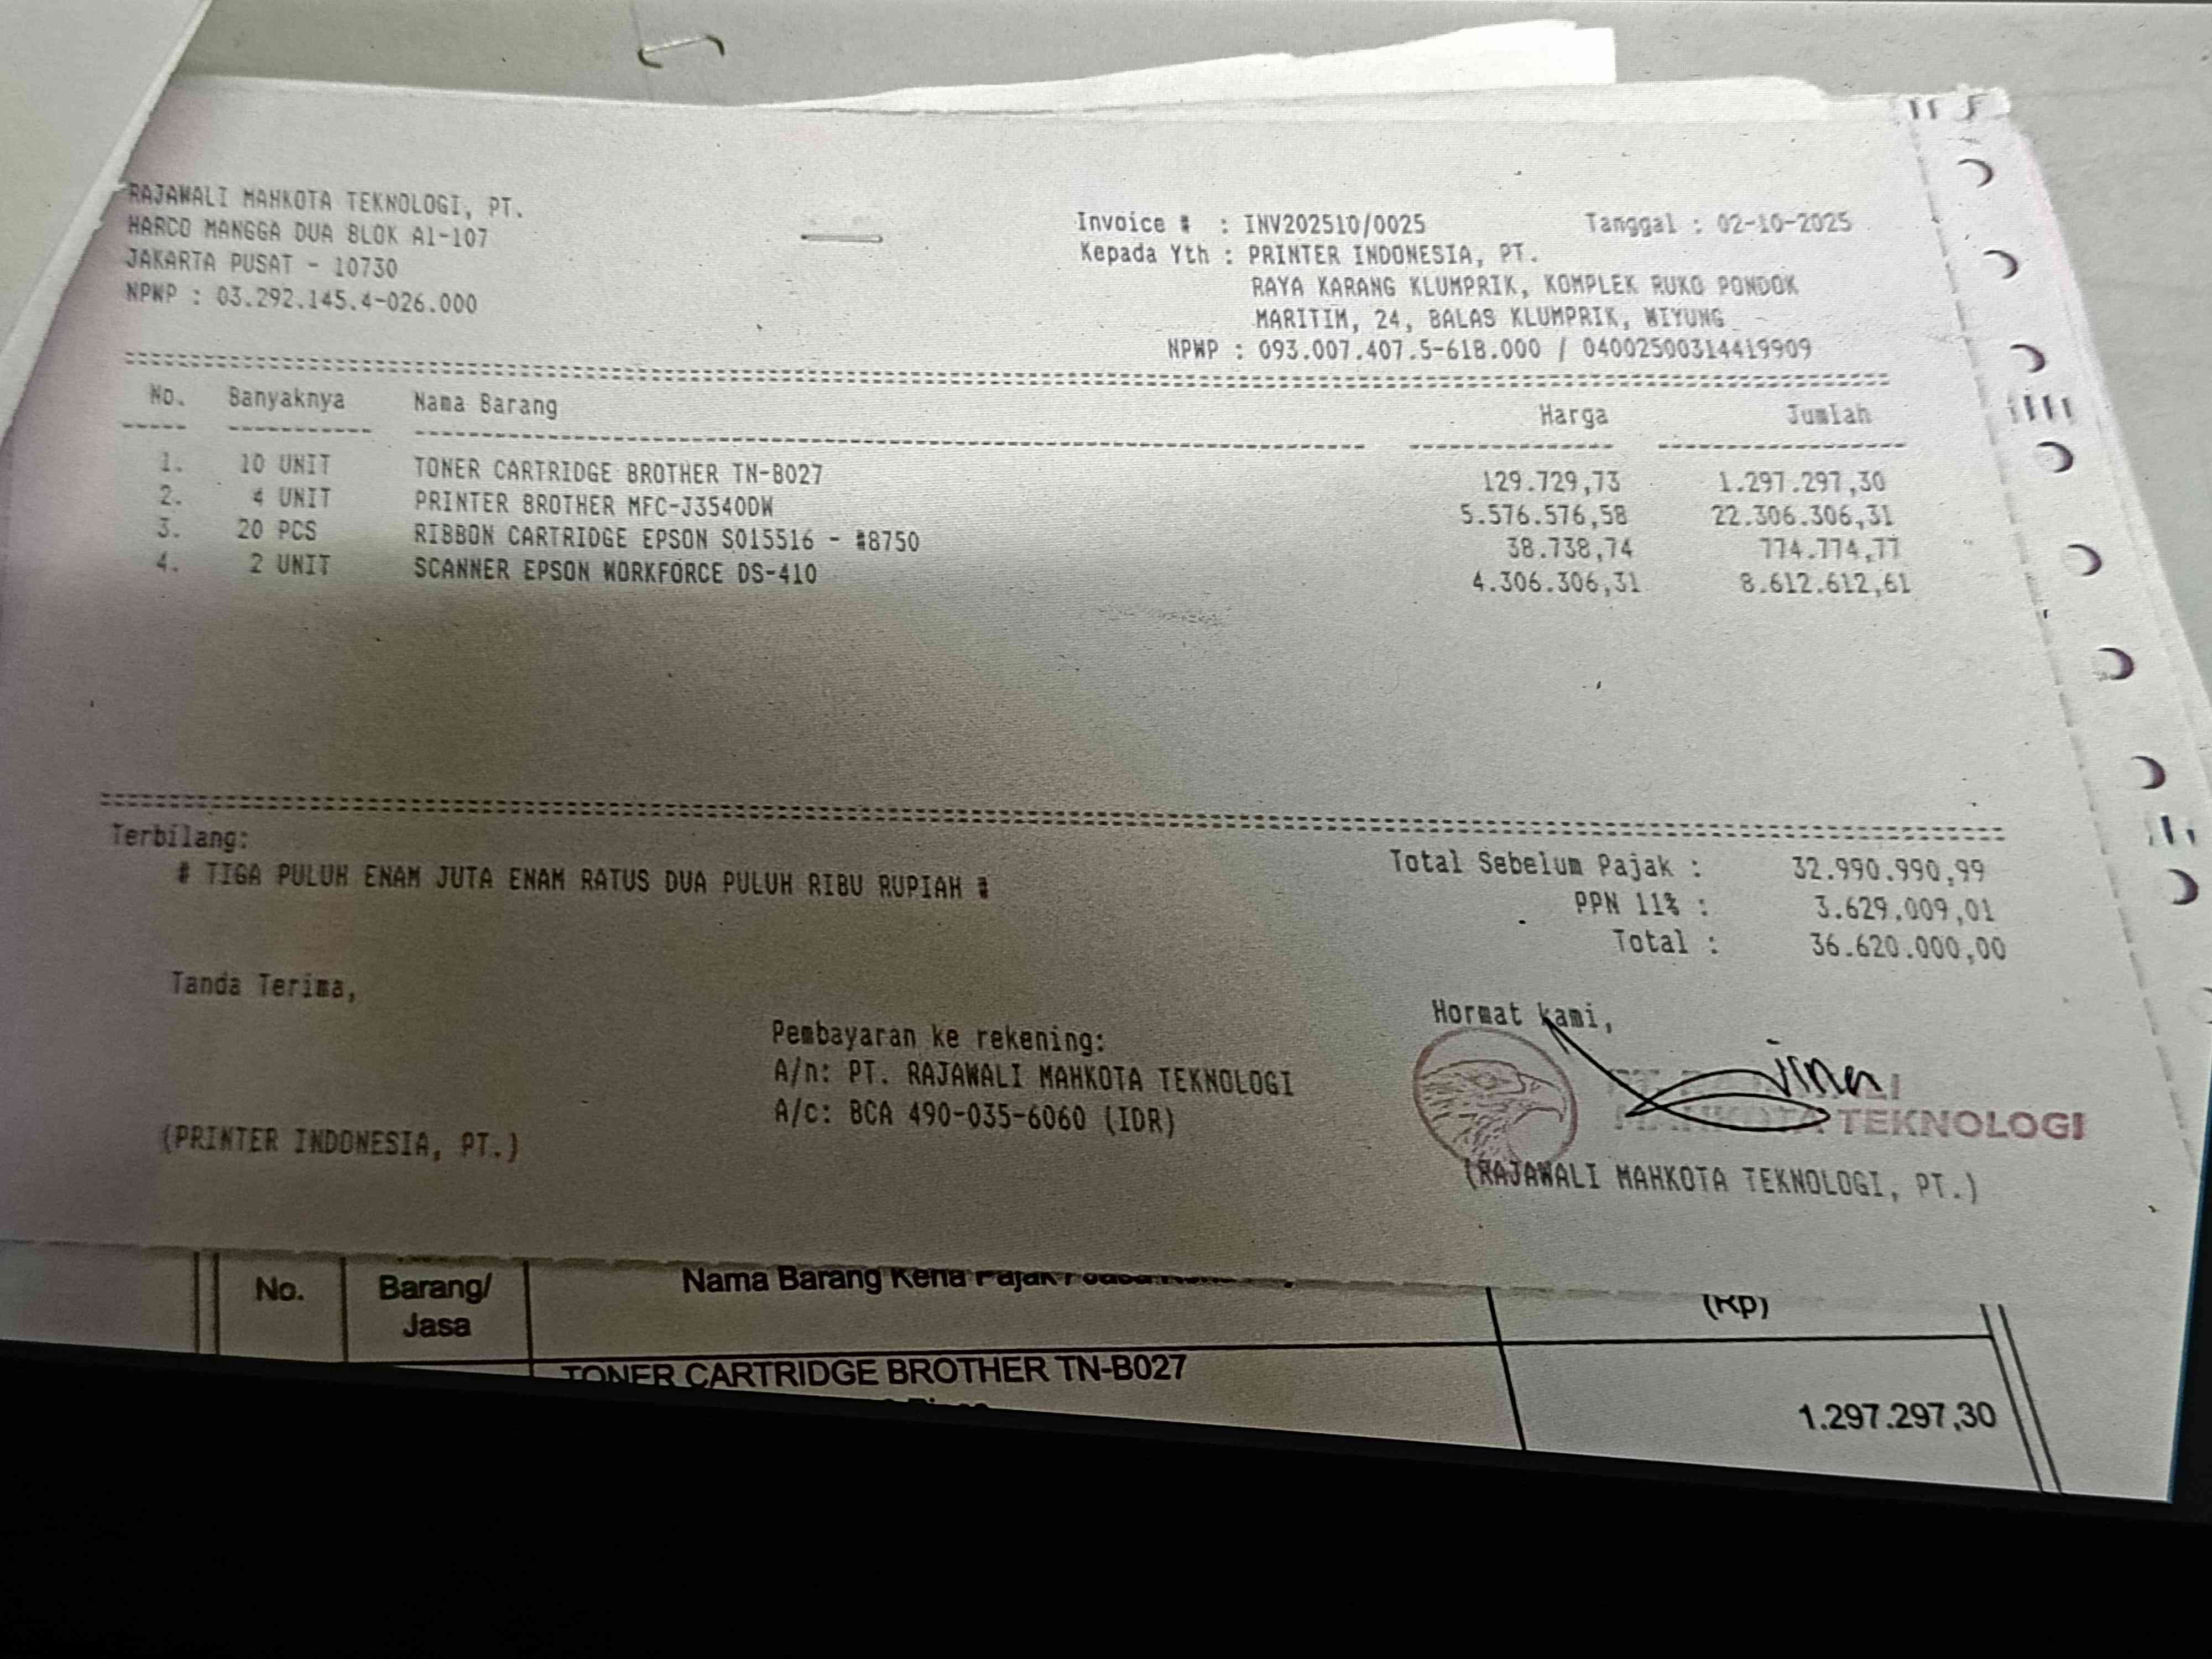 RAJAWALI MAHKOTA TEKNOLOGI, PT.
HARCO MANGGA DUA BLOK A1-107
JAKARTA PUSAT - 10730
NPWP : 03.292.145.4-026.000
Invoice # : INV202510/0025 Tanggal : 02-10-2025
Kepada Yth : PRINTER INDONESIA, PT.
RAYA KARANG KLUMPRIK, KOMPLEK RUKO PONDOK
MARITIM, 24, BALAS KLUMPRIK, WIYUNG
NPWP : 093.007.407.5-618.000 / 04002500314419909
No. Banyaknya Nama Barang Harga Jumlah
1. 10 UNIT TONER CARTRIDGE BROTHER TN-B027 129.729,73 1.297.297,30
2. 4 UNIT PRINTER BROTHER MFC-J3540DW 5.576.576,58 22.306.306,31
3. 20 PCS RIBBON CARTRIDGE EPSON S015516 - #8750 38.738,74 774.774,77
4. 2 UNIT SCANNER EPSON WORKFORCE DS-410 4.306.306,31 8.612.612,61
Terbilang:
# TIGA PULUH ENAM JUTA ENAM RATUS DUA PULUH RIBU RUPIAH #
Total Sebelum Pajak : 32.990.990,99
PPN 11% : 3.629.009,01
Total : 36.620.000,00
Tanda Terima,
Pembayaran ke rekening:
A/n: PT. RAJAWALI MAHKOTA TEKNOLOGI
A/c: BCA 490-035-6060 (IDR)
(PRINTER INDONESIA, PT.)
Hormat kami,
MAHKOTA TEKNOLOGI
(RAJAWALI MAHKOTA TEKNOLOGI, PT.)
No. Barang/ Nama Barang Kena Pajak (Rp)
Jasa
TONER CARTRIDGE BROTHER TN-B027
1.297.297,30